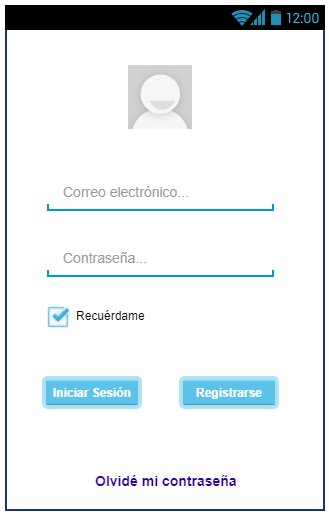 12:00
Correo electrónico...
Contraseña...
Recuérdame
Iniciar Sesión
Registrarse
Olvidé mi contraseña